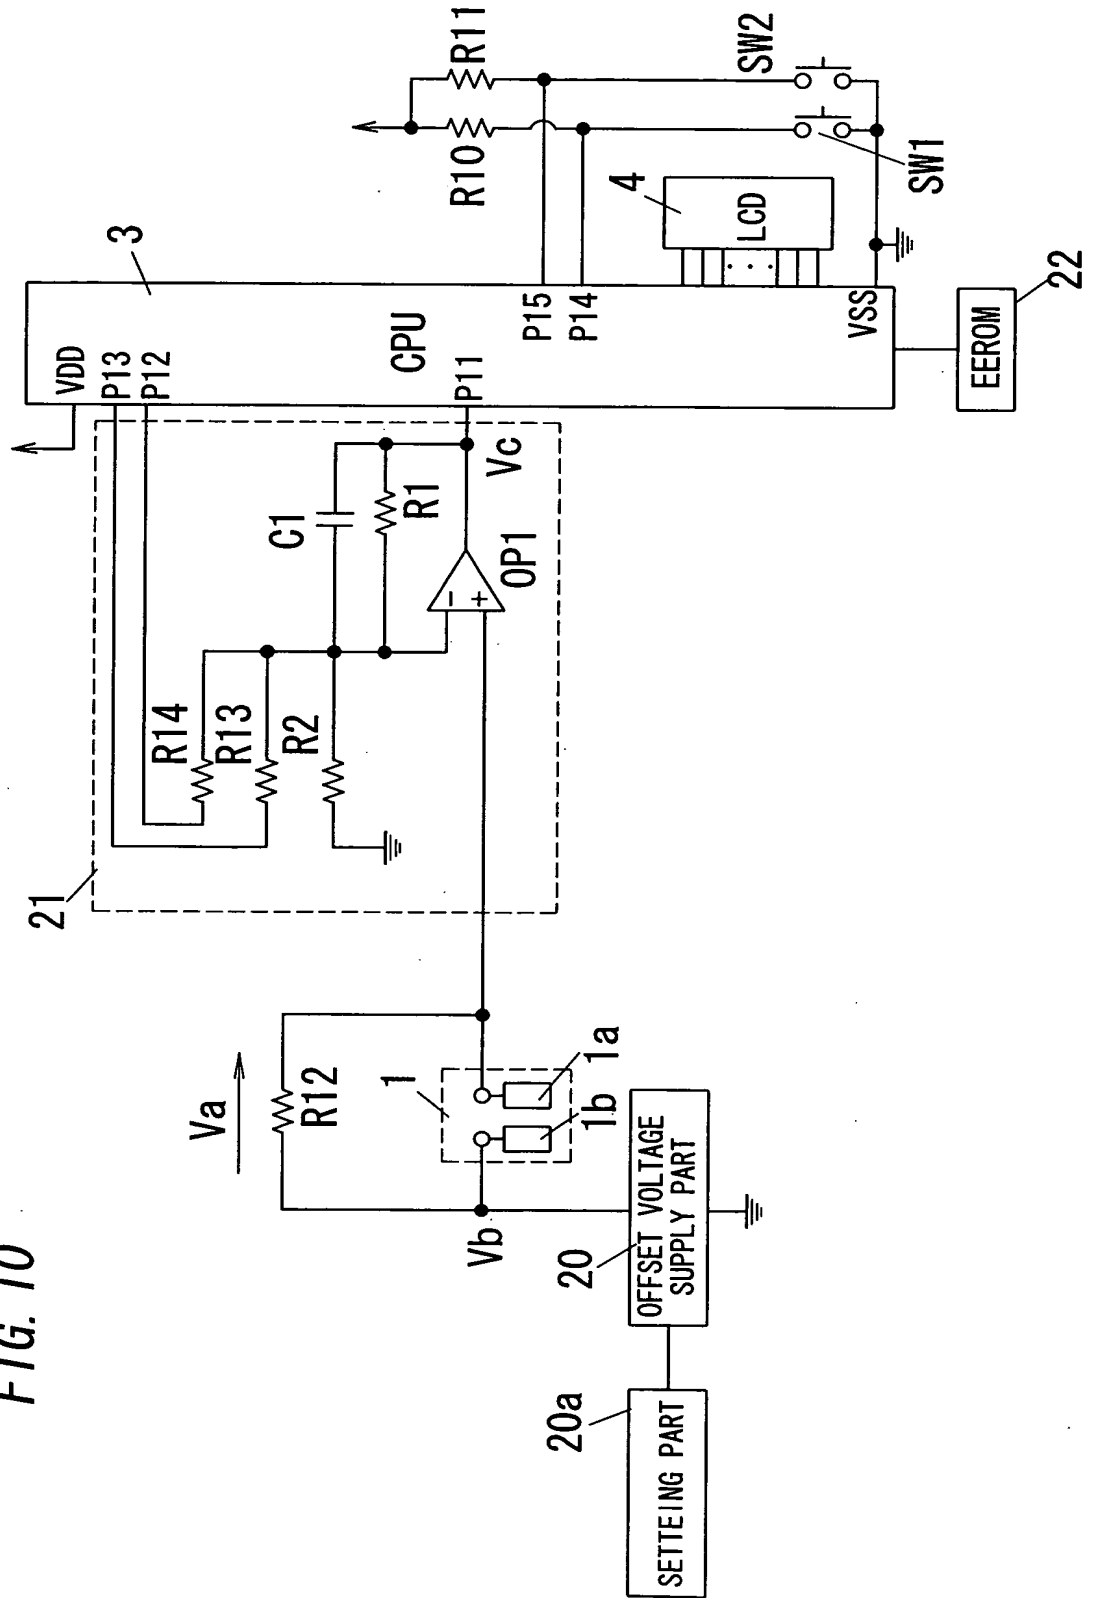 FIG. 10
21
R14
R13
R2
C1
R1
OP1
-
+
Vc
VDD
P13
P12
P11
CPU
3
P15
P14
VSS
R10
R11
4
LCD
SW1
SW2
EEROM
22
Va
R12
1
1a
1b
Vb
20
OFFSET VOLTAGE
SUPPLY PART
20a
SETTEING PART